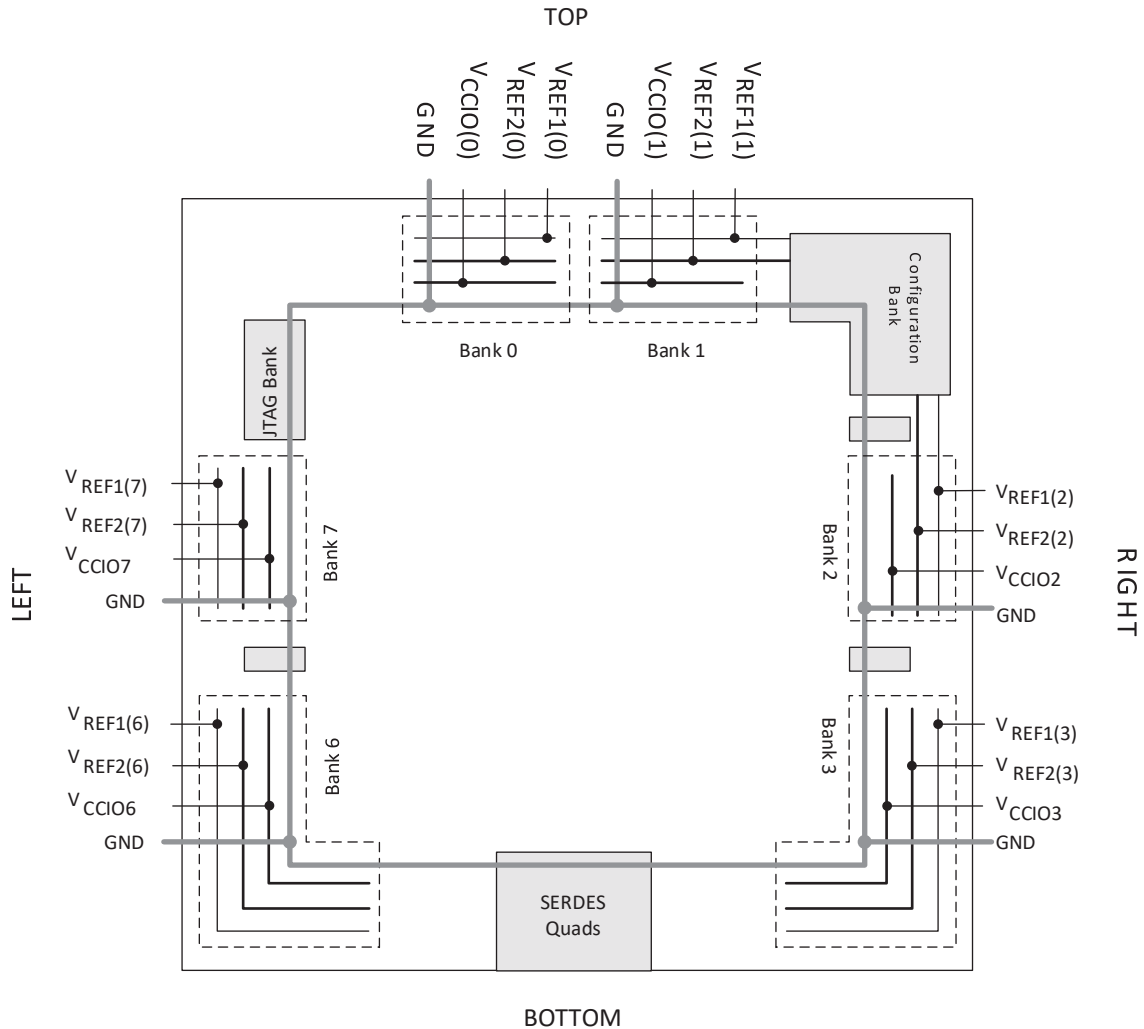 TOP
GND
VCCIO(0)
VREF2(0)
VREF1(0)
GND
VCCIO(1)
VREF2(1)
VREF1(1)
Configuration
Bank
Bank 0
Bank 1
JTAG Bank
VREF1(7)
VREF2(7)
VCCIO7
GND
Bank 7
Bank 2
VREF1(2)
VREF2(2)
VCCIO2
GND
LEFT
RIGHT
VREF1(6)
VREF2(6)
VCCIO6
GND
Bank 6
Bank 3
VREF1(3)
VREF2(3)
VCCIO3
GND
SERDES
Quads
BOTTOM